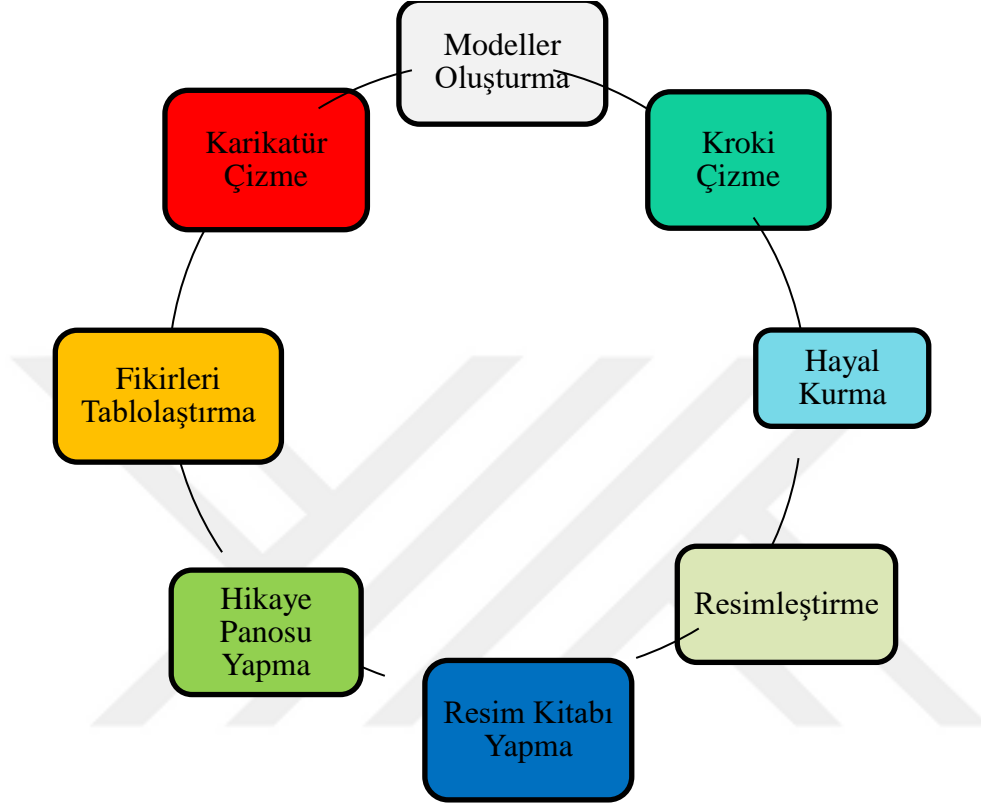 Modeller
Oluşturma
Kroki
Çizme
Hayal
Kurma
Resimleştirme
Resim Kitabı
Yapma
Hikaye
Panosu
Yapma
Fikirleri
Tablolaştırma
Karikatür
Çizme